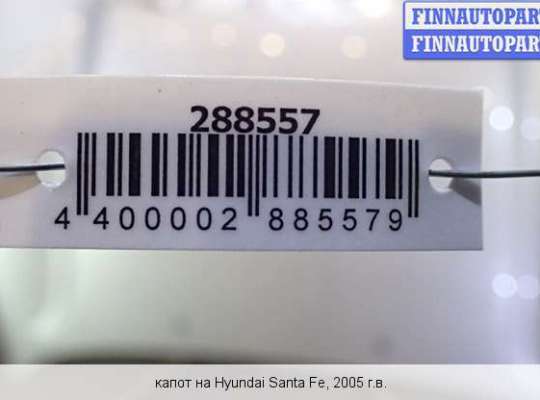 FINNAUTOPAR
FINNAUTOPAR
288557
4 400002 885579
капот на Hyundai Santa Fe, 2005 г.в.